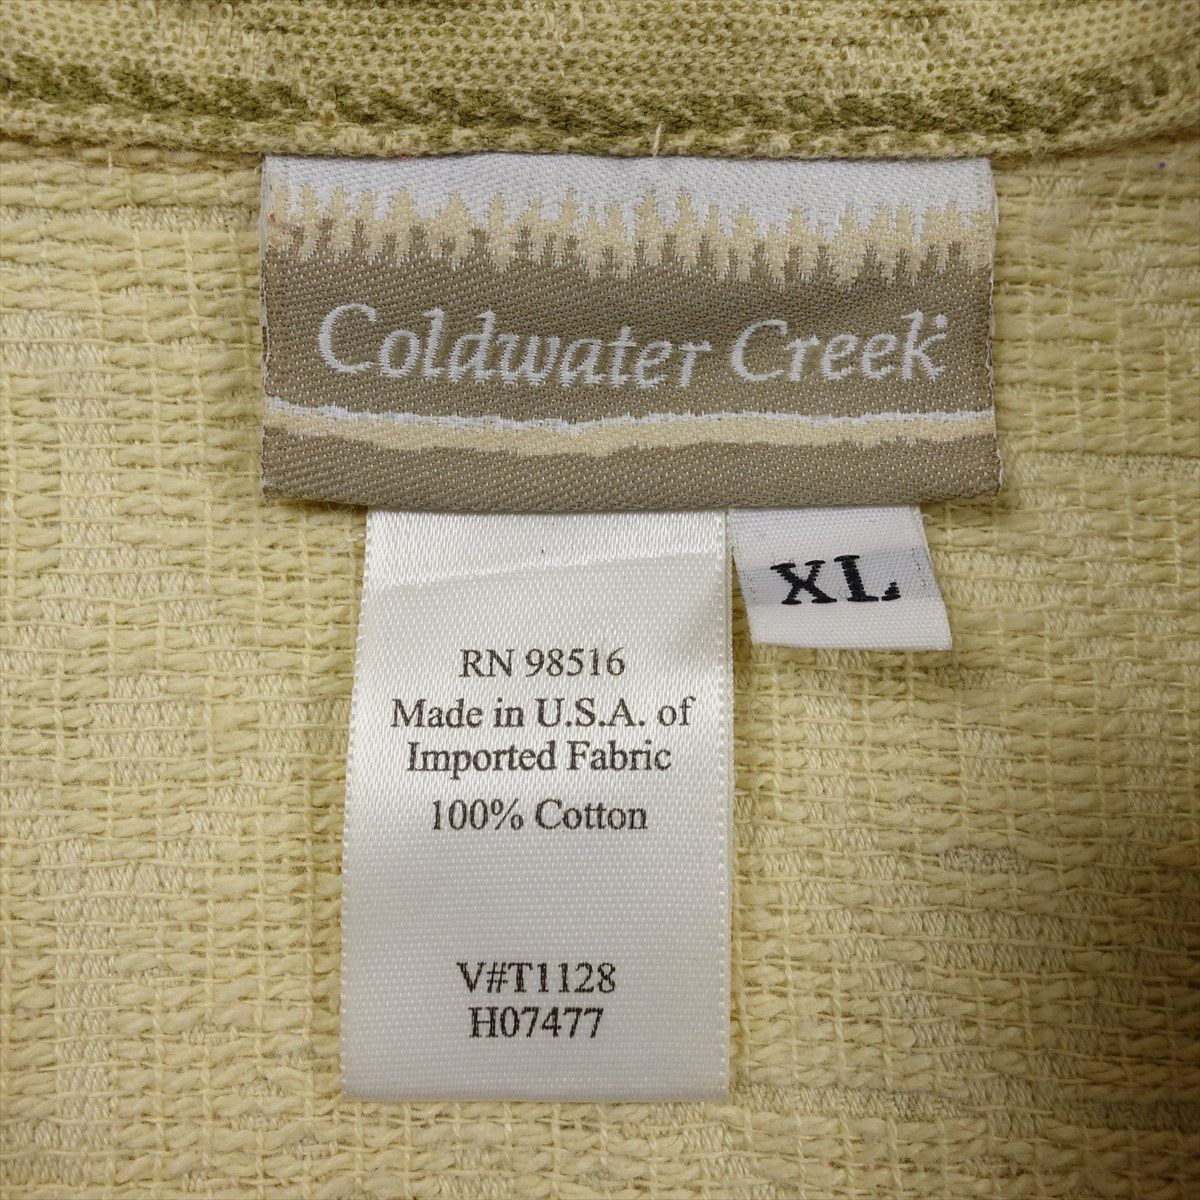 Coldwater Creek
XL
RN 98516
Made in U.S.A. of
Imported Fabric
100% Cotton
V#T1128
H07477